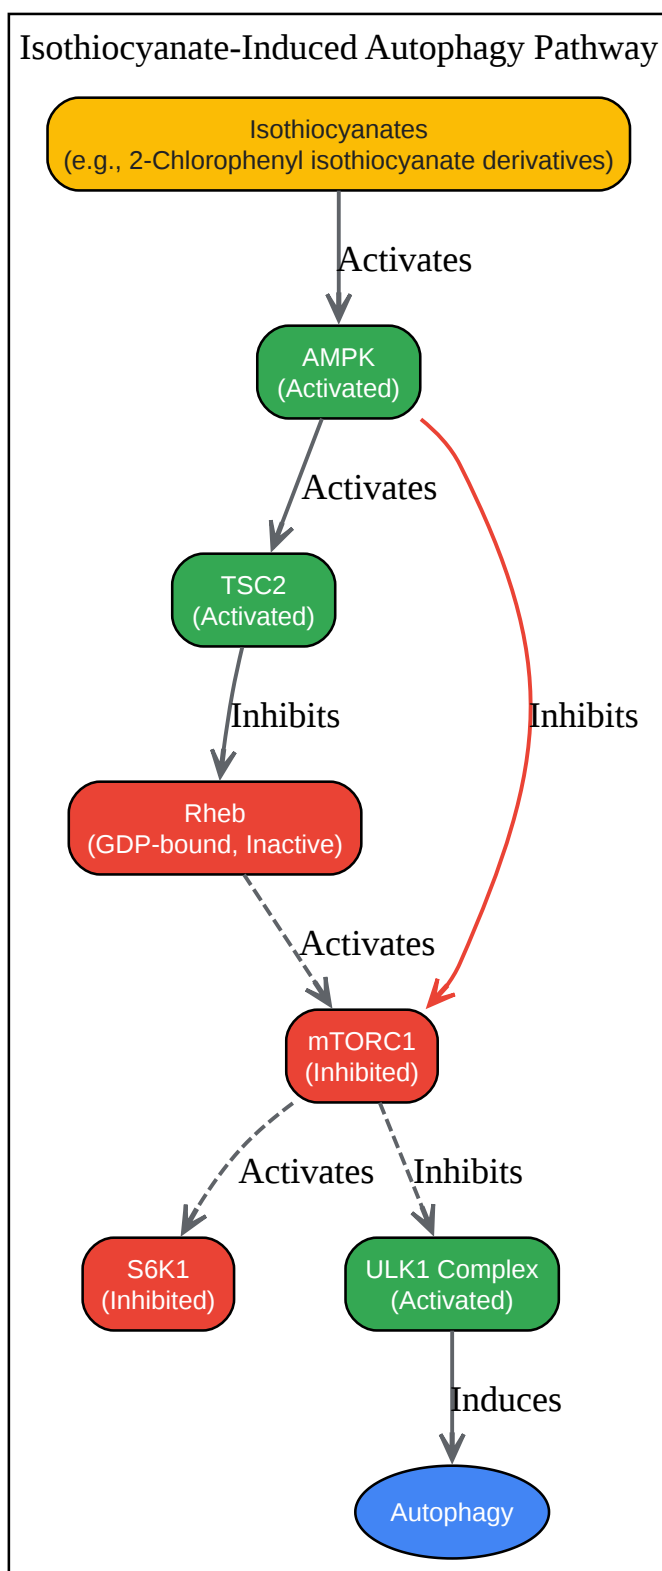 Isothiocyanate-Induced Autophagy Pathway
Isothiocyanates
(e.g., 2-Chlorophenyl isothiocyanate derivatives)
Activates
AMPK
(Activated)
Activates
TSC2
(Activated)
Inhibits
Inhibits
Rheb
(GDP-bound, Inactive)
Activates
mTORC1
(Inhibited)
Activates
Inhibits
S6K1
(Inhibited)
ULK1 Complex
(Activated)
Induces
Autophagy